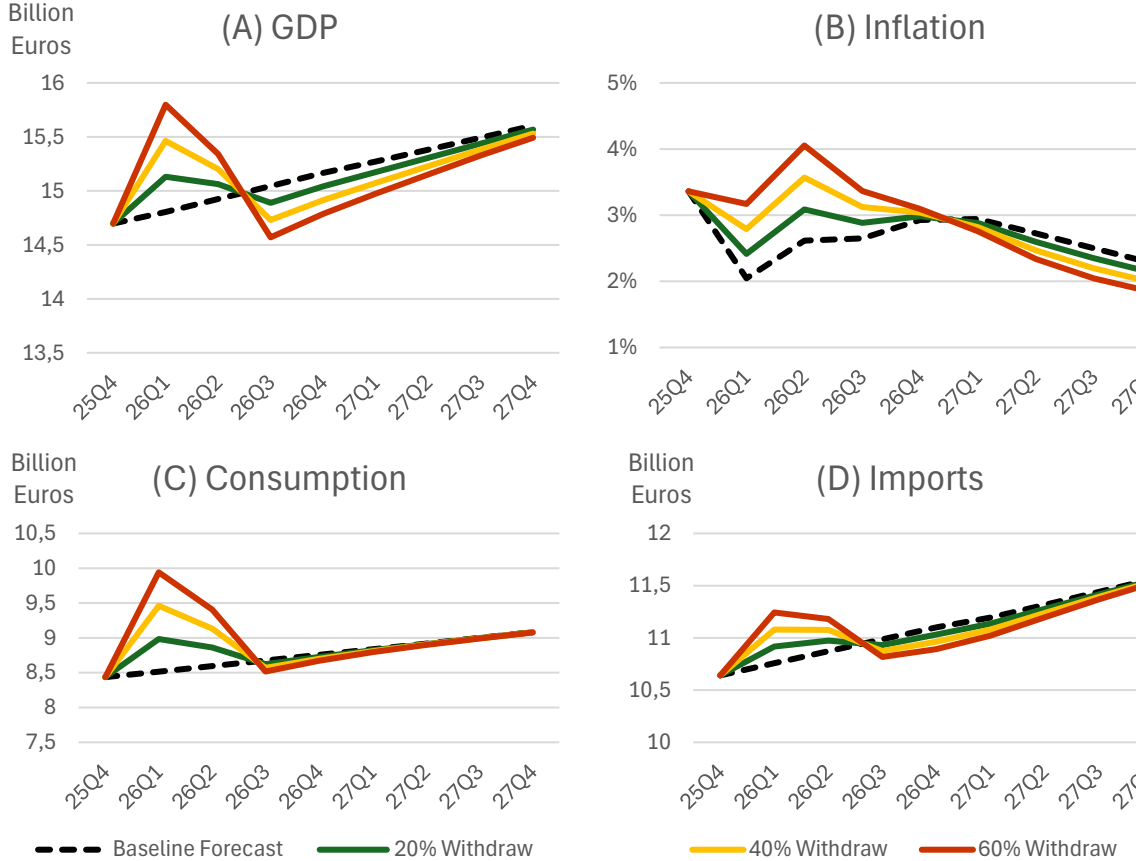 Billion
Euros
(A) GDP
16
15,5
15
14,5
14
13,5
25Q4
26Q1
26Q2
26Q3
26Q4
27Q1
27Q2
27Q3
27Q4
(B) Inflation
5%
4%
3%
2%
1%
25Q4
26Q1
26Q2
26Q3
26Q4
27Q1
27Q2
27Q3
27Q
Billion
Euros
(C) Consumption
10,5
10
9,5
9
8,5
8
7,5
25Q4
26Q1
26Q2
26Q3
26Q4
27Q1
27Q2
27Q3
27Q4
Billion
Euros
(D) Imports
12
11,5
11
10,5
10
25Q4
26Q1
26Q2
26Q3
26Q4
27Q1
27Q2
27Q3
27Q
Baseline Forecast
20% Withdraw
40% Withdraw
60% Withdraw